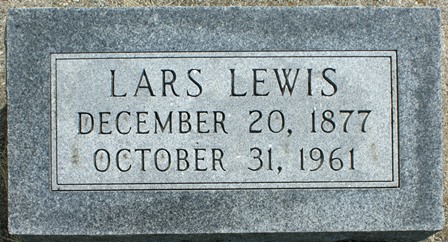 LARS LEWIS
DECEMBER 20, 1877
OCTOBER 31, 1961